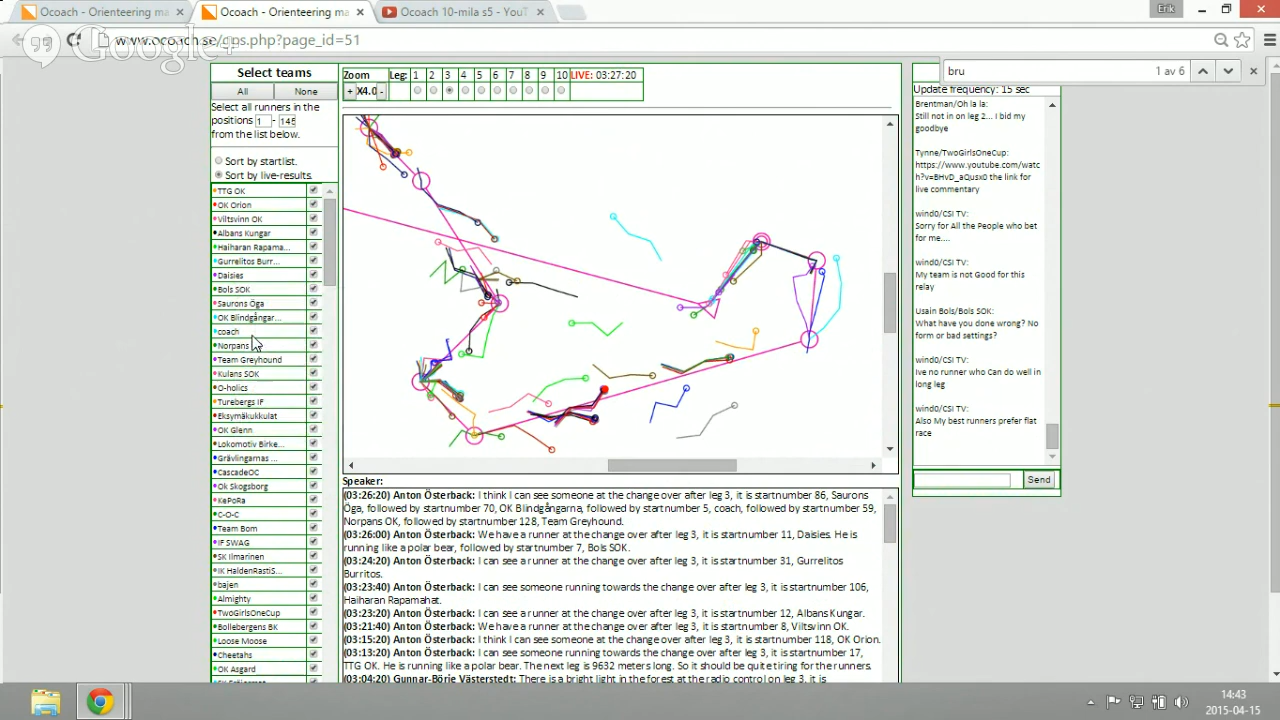 Ocoach - Orienteering ma
Ocoach - Orienteering ma
Ocoach 10-mila s5 - YouT
Erik
www.ocoach.se/gps.php?page_id=51
Google+
bru
1 av 6
Select teams
All
None
Select all runners in the
positions 1 - 145
from the list below.
Sort by startlist.
Sort by live-results.
TTG OK
OK Orion
Viltsvinn OK
Albans Kungar
Haiharan Rapama...
Gurrelitos Burr...
Daisies
Bols SOK
Saurons Öga
OK Blindgångar...
coach
Norpans
Team Greyhound
Kulans SOK
O-holics
Turebergs IF
Eksymäkukkulat
OK Glenn
Lokomotiv Birke...
Grävlingarnas ...
CascadeOC
Ok Skogsborg
KePoRa
C-O-C
Team Bom
IF SWAG
SK Ilmarinen
IK HaldenRastiS...
bajen
Almighty
TwoGirlsOneCup
Bollebergens BK
Loose Moose
Cheetahs
OK Asgard
Zoom
Leg:
1 2 3 4 5 6 7 8 9 10
LIVE: 03:27:20
+ X4.0 -
Speaker:
(03:26:20) Anton Österback: I think I can see someone at the change over after leg 3, it is startnumber 86, Saurons
Öga, followed by startnumber 70, OK Blindgångarna, followed by startnumber 5, coach, followed by startnumber 59,
Norpans OK, followed by startnumber 128, Team Greyhound.
(03:26:00) Anton Österback: We have a runner at the change over after leg 3, it is startnumber 11, Daisies. He is
running like a polar bear, followed by startnumber 7, Bols SOK.
(03:24:20) Anton Österback: I can see a runner at the change over after leg 3, it is startnumber 31, Gurrelitos
Burritos.
(03:23:40) Anton Österback: I can see someone running towards the change over after leg 3, it is startnumber 106,
Haiharan Rapamahat.
(03:23:20) Anton Österback: I can see a runner at the change over after leg 3, it is startnumber 12, Albans Kungar.
(03:21:40) Anton Österback: We have a runner at the change over after leg 3, it is startnumber 8, Viltsvinn OK.
(03:15:20) Anton Österback: I think I can see someone at the change over after leg 3, it is startnumber 118, OK Orion.
(03:13:20) Anton Österback: I can see a runner at the change over after leg 3, it is startnumber 17,
TTG OK. He is running like a polar bear. The next leg is 9632 meters long. So it should be quite tiring for the runners.
(03:04:20) Gunnar-Börje Västerstedt: There is a bright light in the forest at the radio control on leg 3, it is
Update frequency: 15 sec
Brentman/Oh la la:
Still not in on leg 2... I bid my
goodbye
Tynne/TwoGirlsOneCup:
https://www.youtube.com/watc
h?v=BHvD_aQusx0 the link for
live commentary
wind0/CSI TV:
Sorry for All the People who bet
for me....
wind0/CSI TV:
My team is not Good for this
relay
Usain Bols/Bols SOK:
What have you done wrong? No
form or bad settings?
wind0/CSI TV:
Ive no runner who Can do well in
long leg
wind0/CSI TV:
Also My best runners prefer flat
race
Send
14:43
2015-04-15